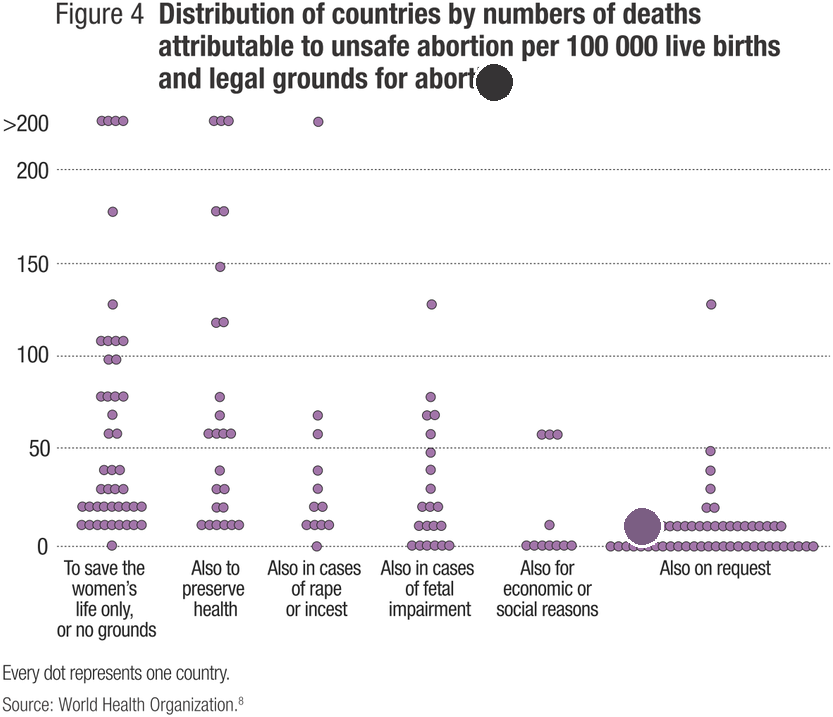 Figure 4 Distribution of countries by numbers of deaths
attributable to unsafe abortion per 100 000 live births
and legal grounds for
>200
200
150
100
50
0
To save the
women's
life only,
or no grounds
Also to
preserve
health
Also in cases
of rape
or incest
Also in cases
of fetal
impairment
Also for
economic or
social reasons
Also on request
Every dot represents one country.
Source: World Health Organization.8